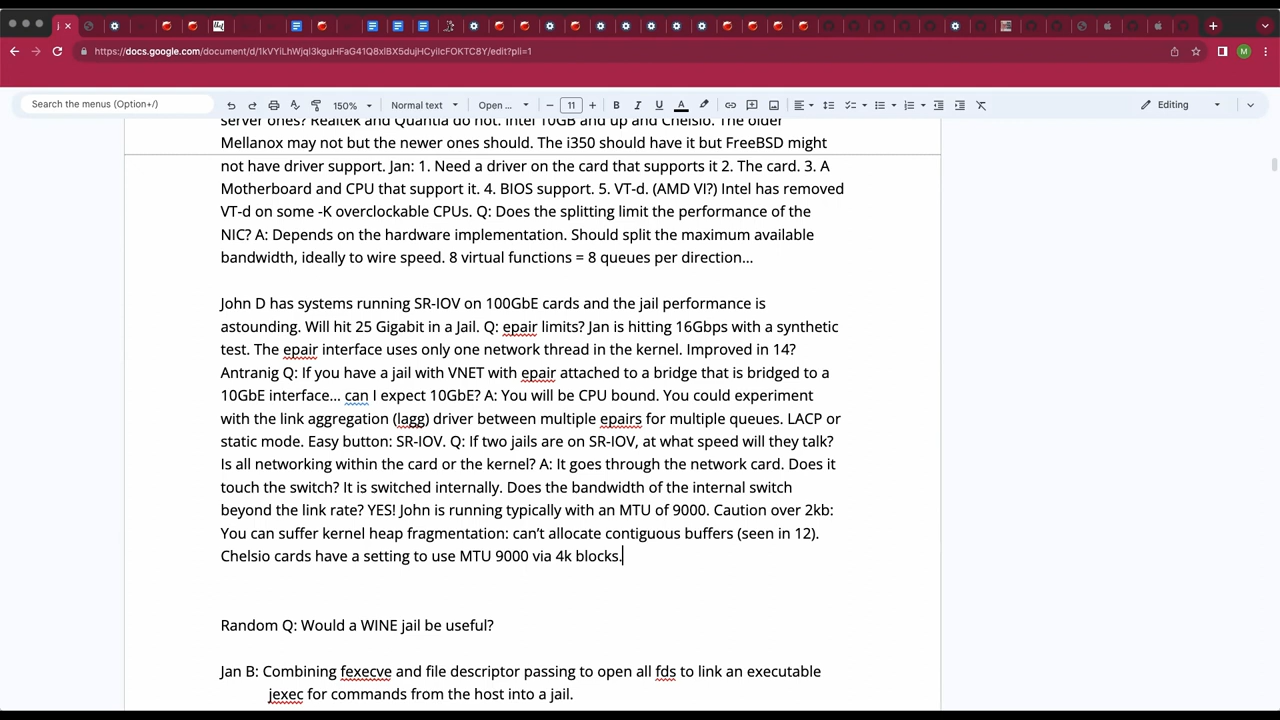 https://docs.google.com/document/d/1kVYiLhWjql3kguHFaG41Q8xlBX5dujHCyilcFOKTC8Y/edit?pli=1
M
Search the menus (Option+/)
150%
Normal text
Open ...
11
B
I
U
A
Editing
server ones? Realtek and Quantia do not. Intel 10GB and up and Chelsio. The older
Mellanox may not but the newer ones should. The i350 should have it but FreeBSD might
not have driver support. Jan: 1. Need a driver on the card that supports it 2. The card. 3. A
Motherboard and CPU that support it. 4. BIOS support. 5. VT-d. (AMD VI?) Intel has removed
VT-d on some -K overclockable CPUs. Q: Does the splitting limit the performance of the
NIC? A: Depends on the hardware implementation. Should split the maximum available
bandwidth, ideally to wire speed. 8 virtual functions = 8 queues per direction...
John D has systems running SR-IOV on 100GbE cards and the jail performance is
astounding. Will hit 25 Gigabit in a Jail. Q: epair limits? Jan is hitting 16Gbps with a synthetic
test. The epair interface uses only one network thread in the kernel. Improved in 14?
Antranig Q: If you have a jail with VNET with epair attached to a bridge that is bridged to a
10GbE interface... can I expect 10GbE? A: You will be CPU bound. You could experiment
with the link aggregation (lagg) driver between multiple epairs for multiple queues. LACP or
static mode. Easy button: SR-IOV. Q: If two jails are on SR-IOV, at what speed will they talk?
Is all networking within the card or the kernel? A: It goes through the network card. Does it
touch the switch? It is switched internally. Does the bandwidth of the internal switch
beyond the link rate? YES! John is running typically with an MTU of 9000. Caution over 2kb:
You can suffer kernel heap fragmentation: can't allocate contiguous buffers (seen in 12).
Chelsio cards have a setting to use MTU 9000 via 4k blocks.
Random Q: Would a WINE jail be useful?
Jan B: Combining fexecve and file descriptor passing to open all fds to link an executable
jexec for commands from the host into a jail.